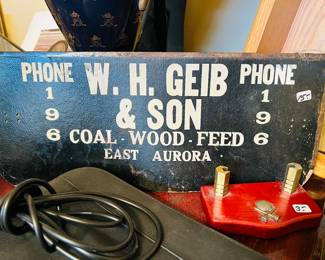 PHONE W. H. GEIB PHONE
1 & SON 1
9 9
6 COAL · WOOD · FEED 6
EAST AURORA ·